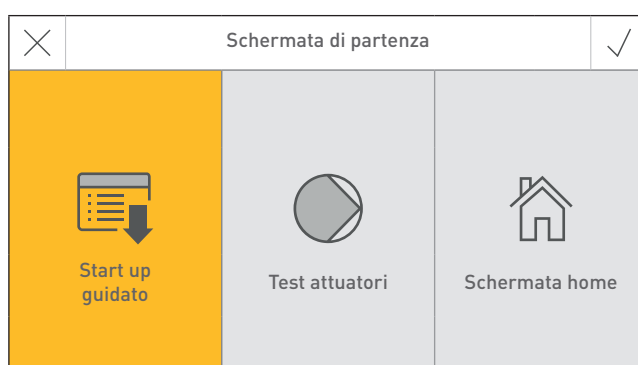 Schermata di partenza
Start up
guidato
Test attuatori
Schermata home